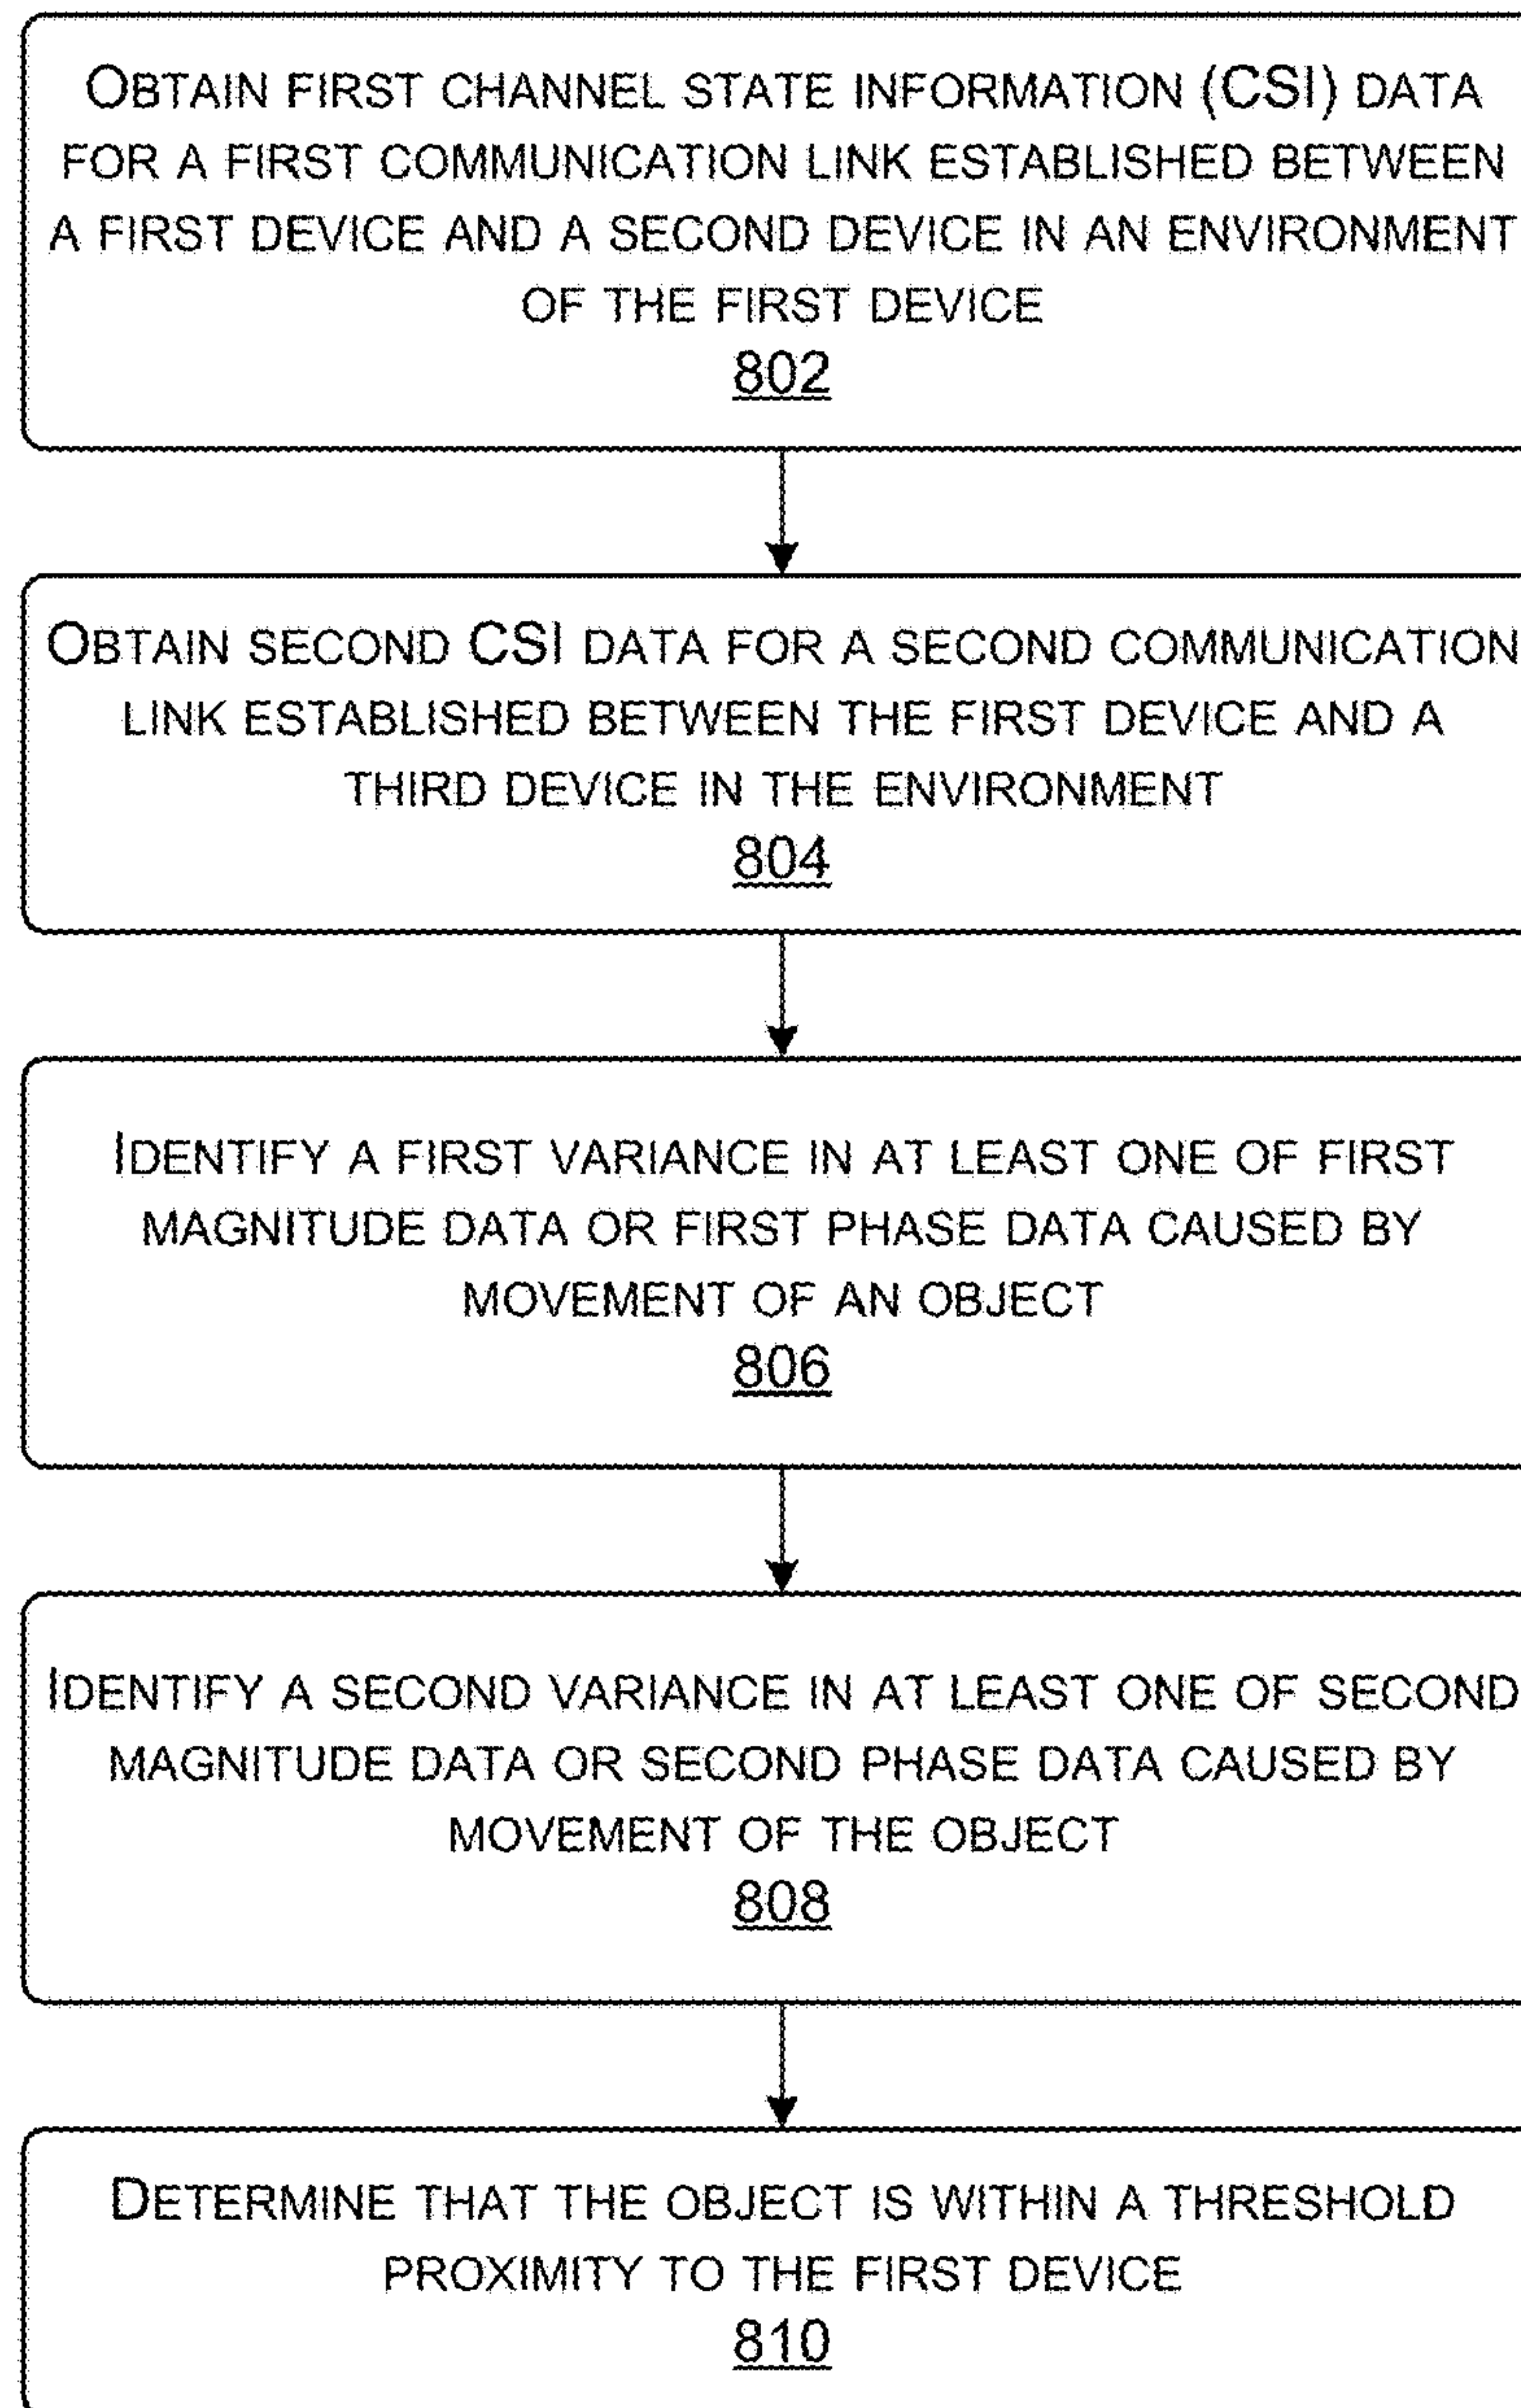 OBTAIN FIRST CHANNEL STATE INFORMATION (CSI) DATA
FOR A FIRST COMMUNICATION LINK ESTABLISHED BETWEEN
A FIRST DEVICE AND A SECOND DEVICE IN AN ENVIRONMENT
OF THE FIRST DEVICE
802
OBTAIN SECOND CSI DATA FOR A SECOND COMMUNICATION
LINK ESTABLISHED BETWEEN THE FIRST DEVICE AND A
THIRD DEVICE IN THE ENVIRONMENT
804
IDENTIFY A FIRST VARIANCE IN AT LEAST ONE OF FIRST
MAGNITUDE DATA OR FIRST PHASE DATA CAUSED BY
MOVEMENT OF AN OBJECT
806
IDENTIFY A SECOND VARIANCE IN AT LEAST ONE OF SECOND
MAGNITUDE DATA OR SECOND PHASE DATA CAUSED BY
MOVEMENT OF THE OBJECT
808
DETERMINE THAT THE OBJECT IS WITHIN A THRESHOLD
PROXIMITY TO THE FIRST DEVICE
810